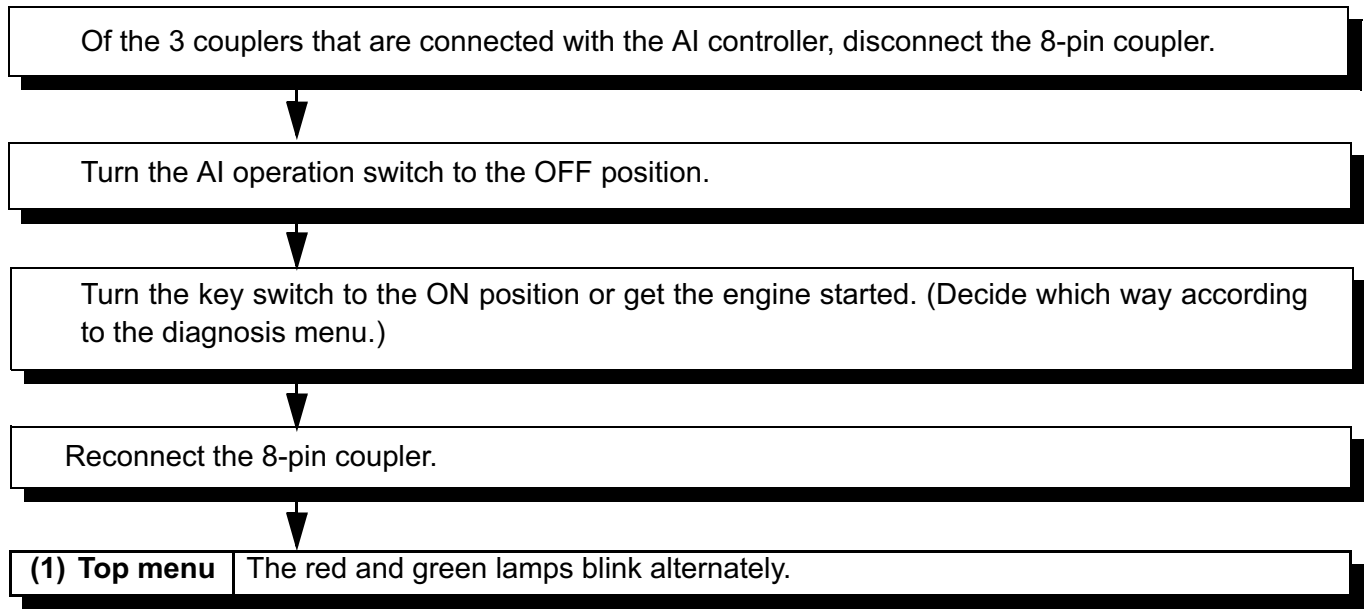 Of the 3 couplers that are connected with the AI controller, disconnect the 8-pin coupler.
Turn the AI operation switch to the OFF position.
Turn the key switch to the ON position or get the engine started. (Decide which way according
to the diagnosis menu.)
Reconnect the 8-pin coupler.
(1) Top menu The red and green lamps blink alternately.